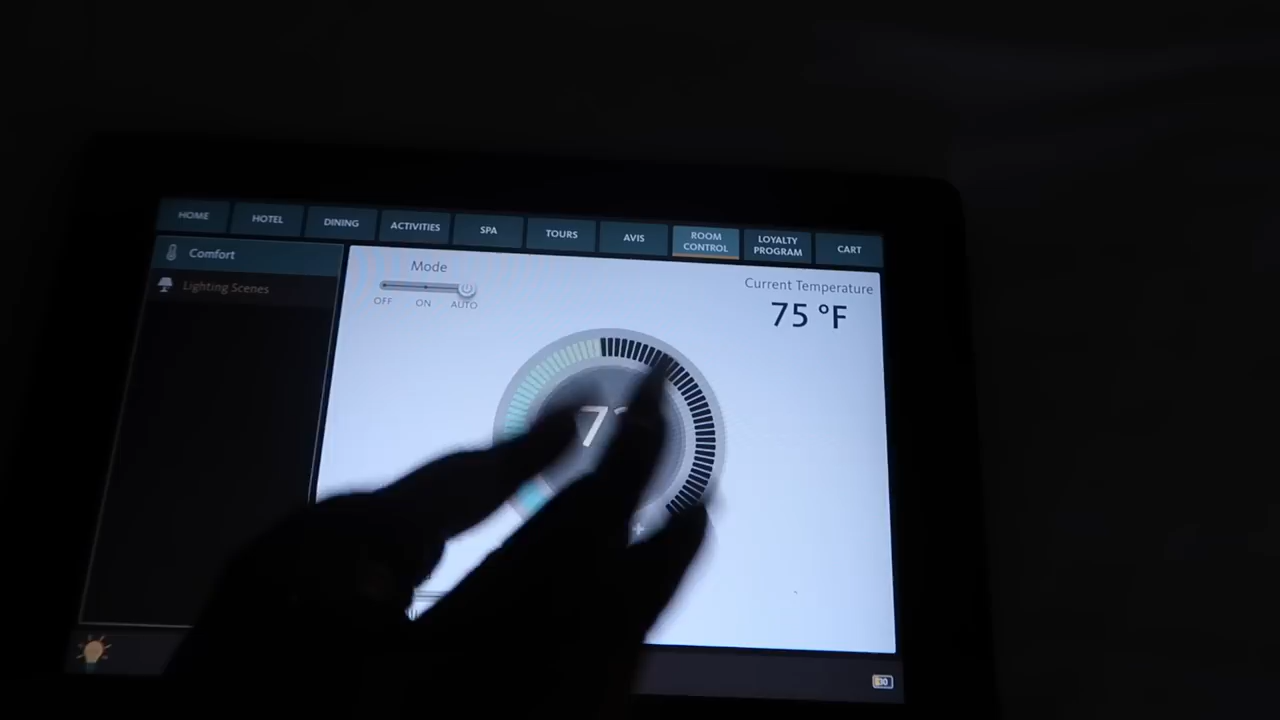 HOME
HOTEL
DINING
ACTIVITIES
SPA
TOURS
AVIS
ROOM
CONTROL
LOYALTY
PROGRAM
CART
Comfort
Lighting Scenes
Mode
OFF ON AUTO
Current Temperature
75 °F
+